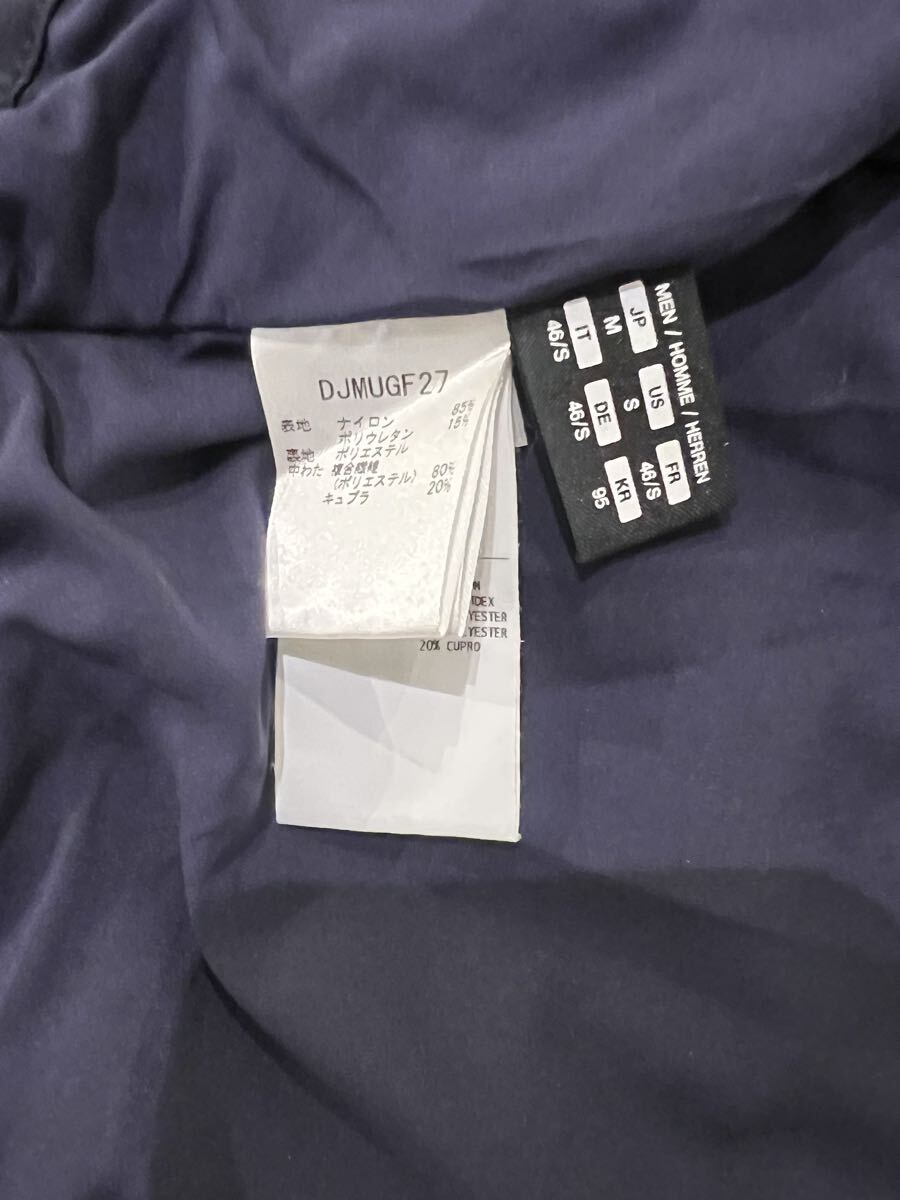 DJMUGF27
表地 ナイロン 85%
ポリウレタン 15%
裏地 ポリエステル
中わた 複合繊維
(ポリエステル) 80%
キュプラ 20%
20% CUPRO
MEN / HOMME / HERREN
JP US FR
M S 46/S
IT DE KR
46/S 46/S 95